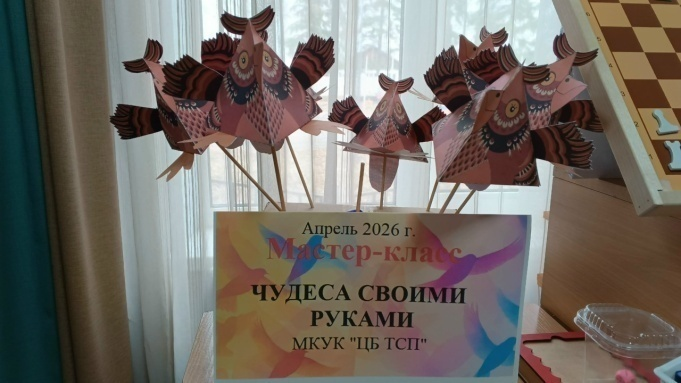 Апрель 2026 г.
Мастер-класс
ЧУДЕСА СВОИМИ
РУКАМИ
МКУК "ЦБ ТСП"